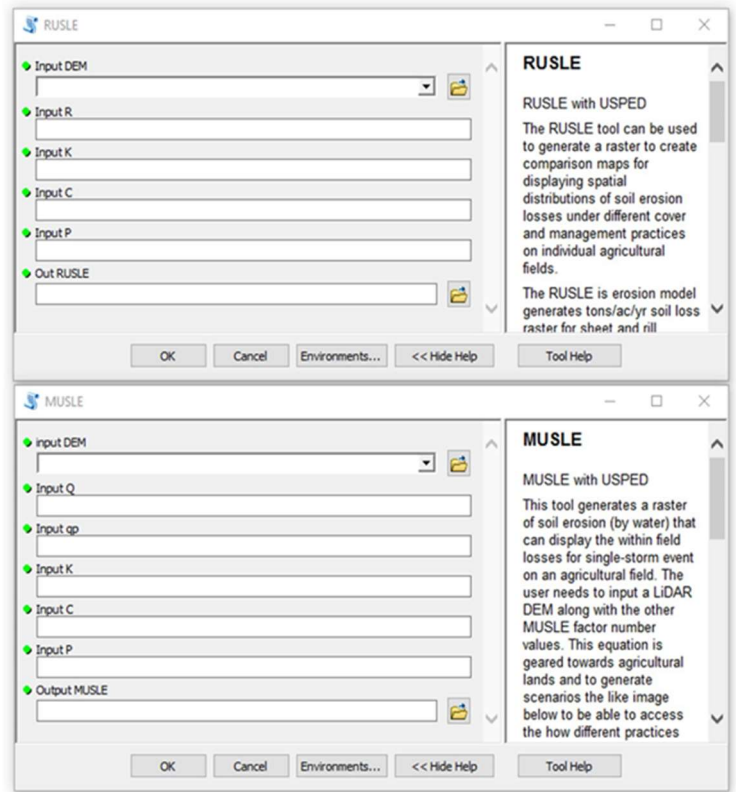 RUSLE
Input DEM
Input R
Input K
Input C
Input P
Out RUSLE
RUSLE
RUSLE with USPED
The RUSLE tool can be used
to generate a raster to create
comparison maps for
displaying spatial
distributions of soil erosion
losses under different cover
and management practices
on individual agricultural
fields.
The RUSLE is erosion model
generates tons/ac/yr soil loss
raster for sheet and rill
OK Cancel Environments... << Hide Help Tool Help
MUSLE
input DEM
Input Q
Input qp
Input K
Input C
Input P
Output MUSLE
MUSLE
MUSLE with USPED
This tool generates a raster
of soil erosion (by water) that
can display the within field
losses for single-storm event
on an agricultural field. The
user needs to input a LiDAR
DEM along with the other
MUSLE factor number
values. This equation is
geared towards agricultural
lands and to generate
scenarios the like image
below to be able to access
the how different practices
OK Cancel Environments... << Hide Help Tool Help